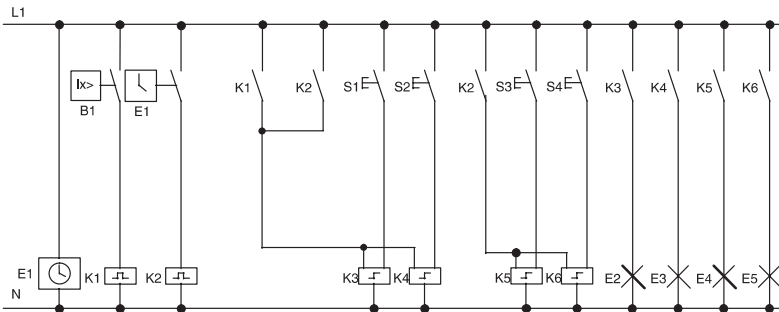 L1
K1 K2 S1 S2 K2 S3 S4 K3 K4 K5 K6
lx>
B1 E1
E1 K1 K2 K3 K4 K5 K6 E2 E3 E4 E5
N